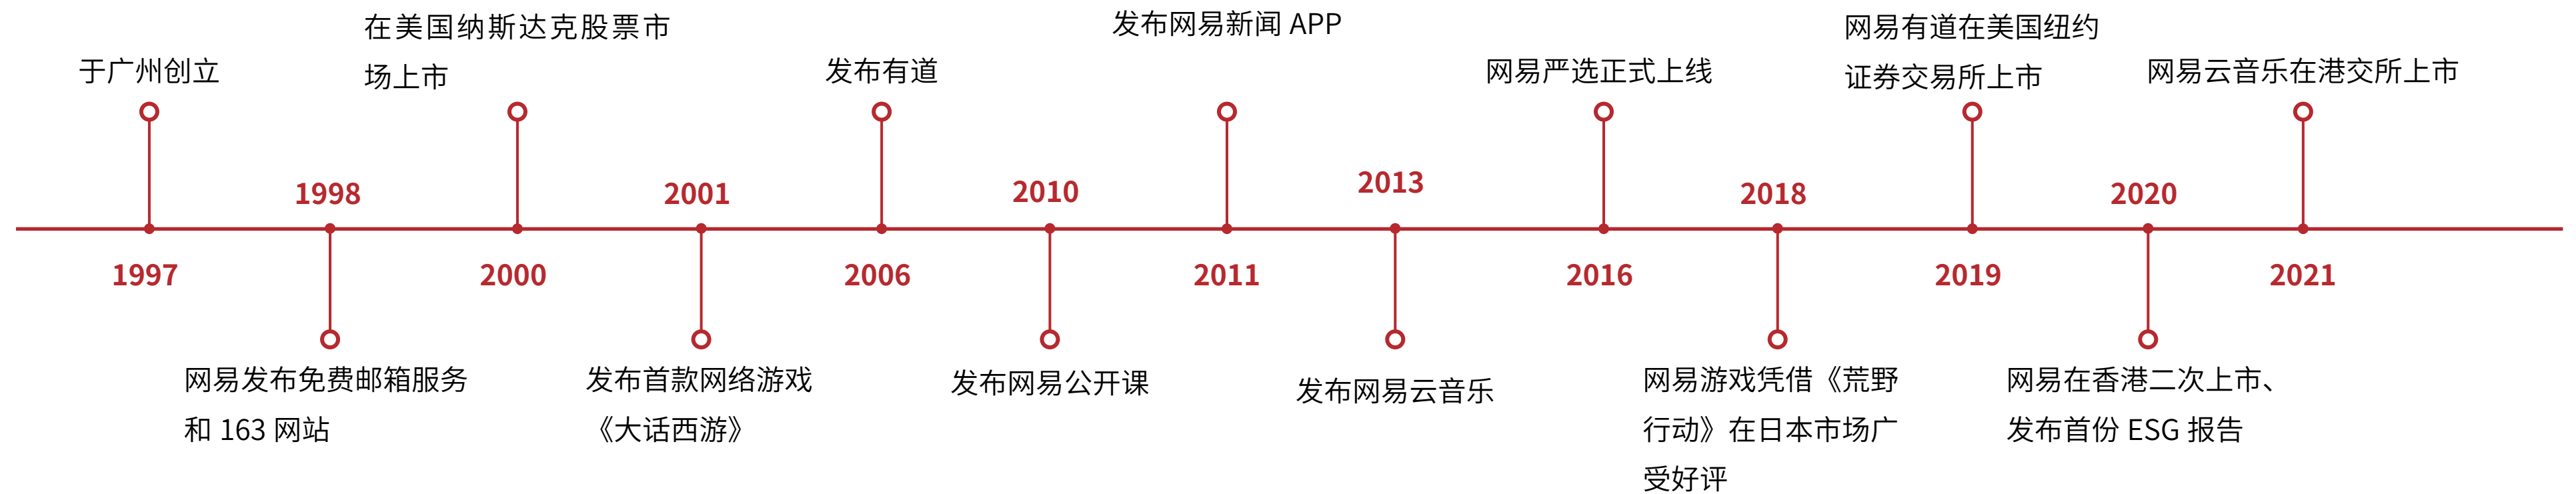 于广州创立
1997
1998
网易发布免费邮箱服务
和 163 网站
在美国纳斯达克股票市
场上市
2000
2001
发布首款网络游戏
《大话西游》
发布有道
2006
2010
发布网易公开课
发布网易新闻 APP
2011
2013
发布网易云音乐
网易严选正式上线
2016
2018
网易游戏凭借《荒野
行动》在日本市场广
受好评
网易有道在美国纽约
证券交易所上市
2019
2020
网易在香港二次上市、
发布首份 ESG 报告
网易云音乐在港交所上市
2021